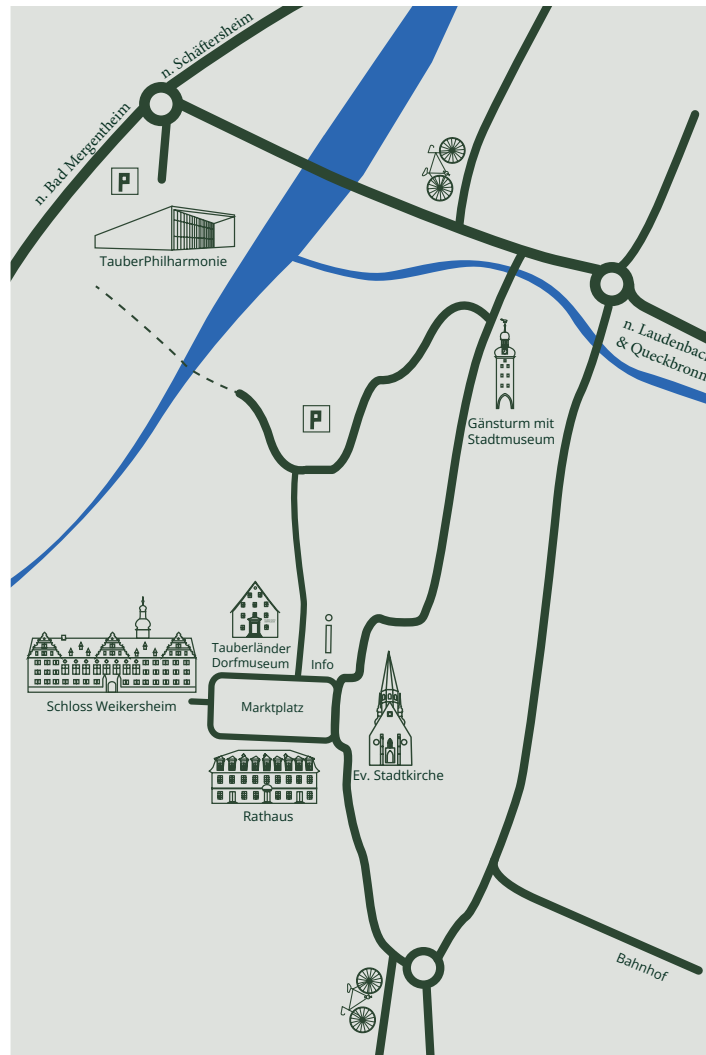 n. Schäftersheim
n. Bad Mergentheim
P
TauberPhilharmonie
n. Laudenbach
& Queckbronn
P
Gänsturm mit
Stadtmuseum
Tauberländer
Dorfmuseum
Info
Schloss Weikersheim
Marktplatz
Ev. Stadtkirche
Rathaus
Bahnhof